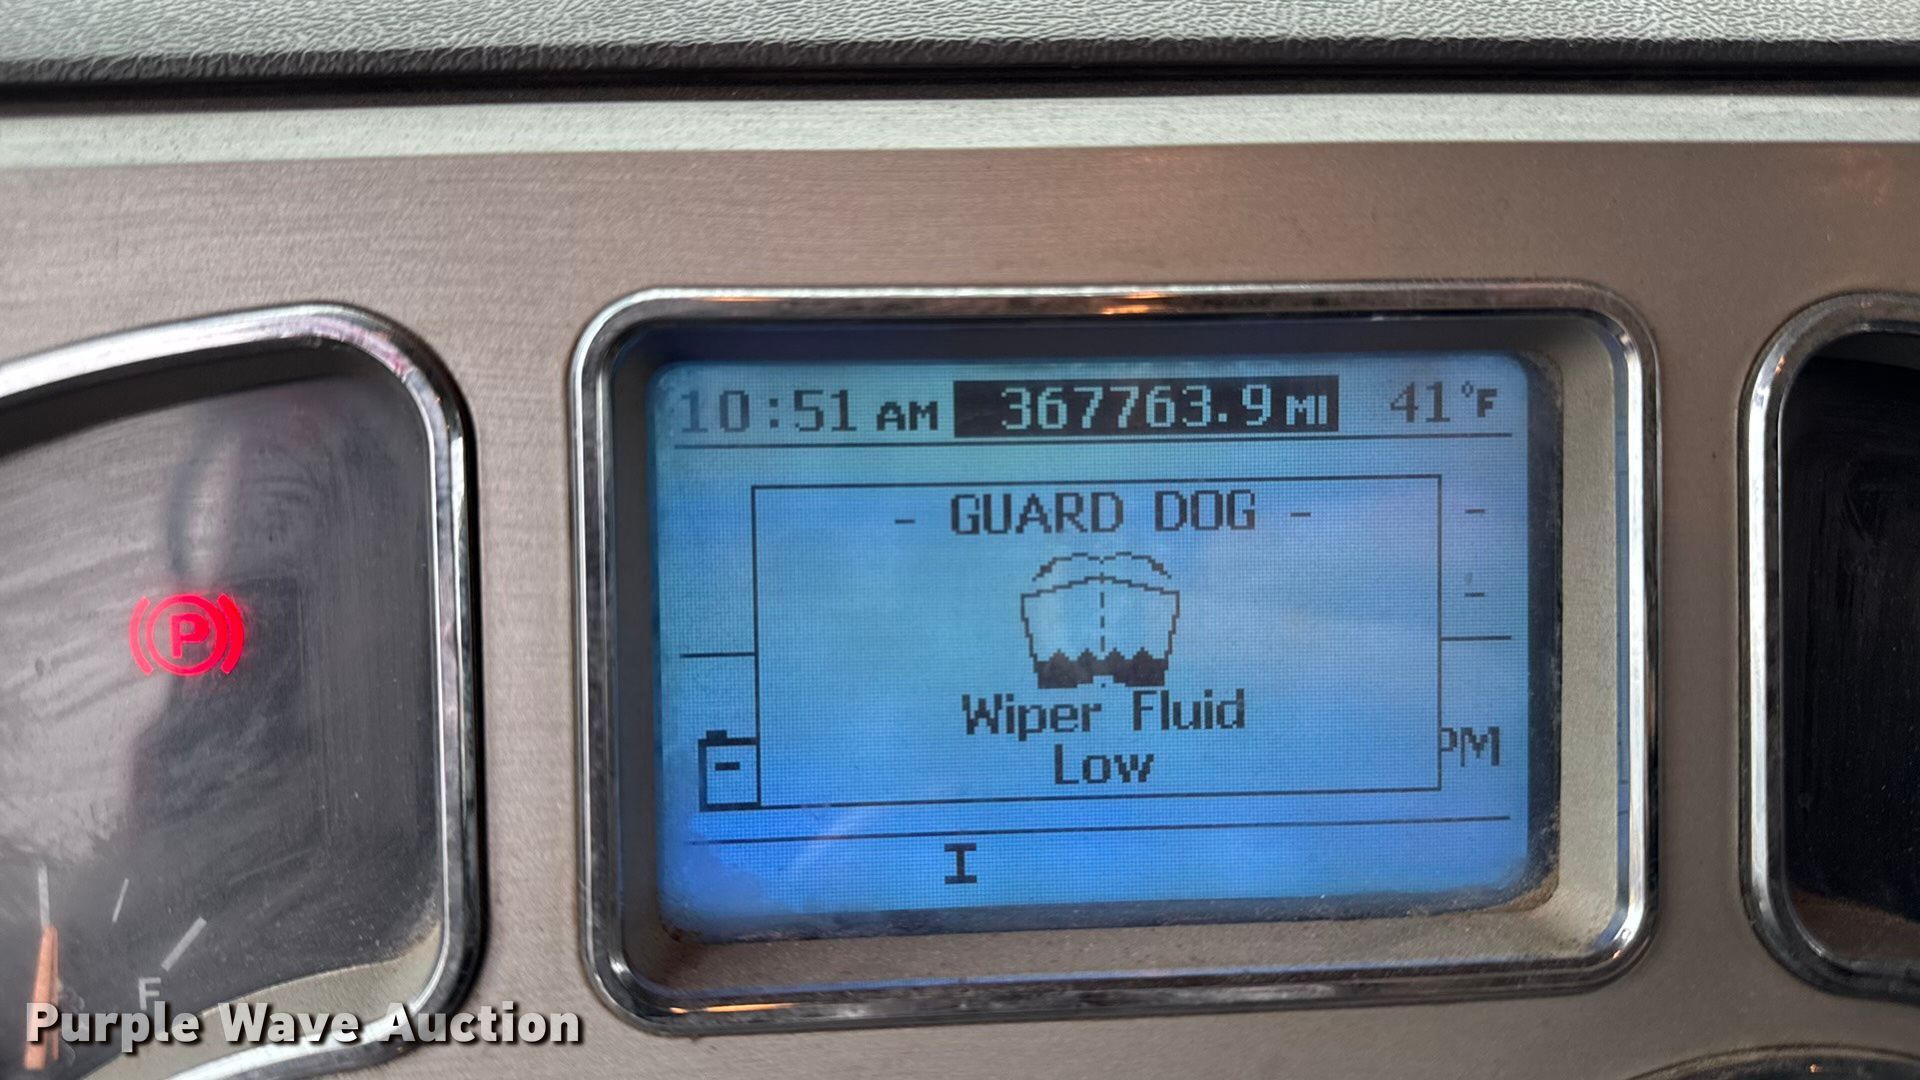 10:51 AM 367763.9 MI 41°F
- GUARD DOG -
Wiper Fluid
Low
PM
I
P
F
Purple Wave Auction